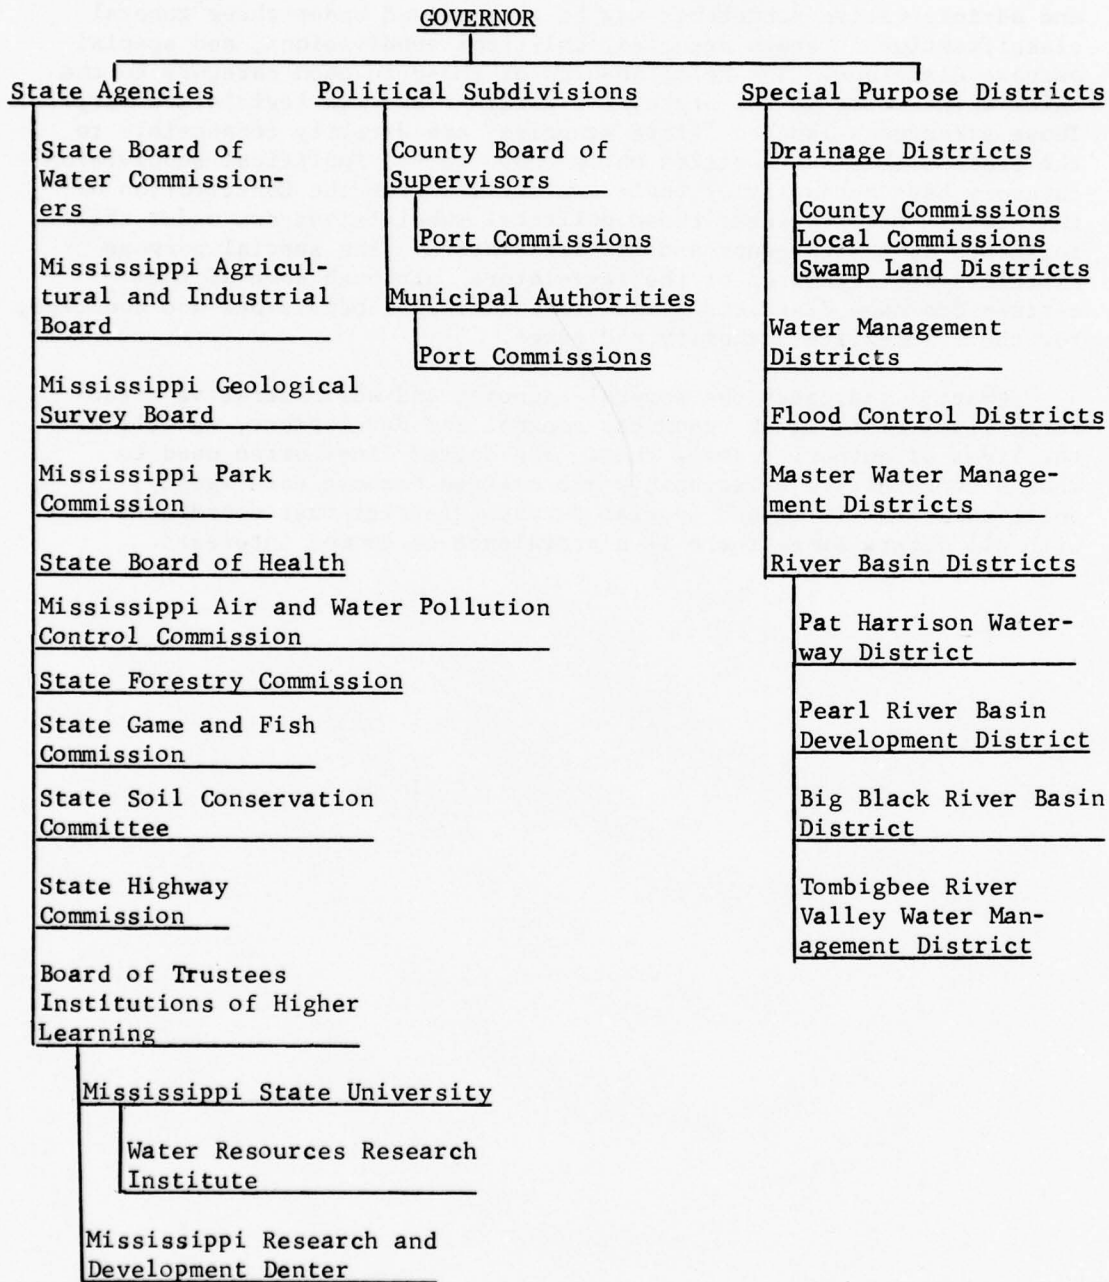 GOVERNOR
State Agencies
State Board of
Water Commission-
ers
Mississippi Agricul-
tural and Industrial
Board
Mississippi Geological
Survey Board
Mississippi Park
Commission
State Board of Health
Mississippi Air and Water Pollution
Control Commission
State Forestry Commission
State Game and Fish
Commission
State Soil Conservation
Committee
State Highway
Commission
Board of Trustees
Institutions of Higher
Learning
Mississippi State University
Water Resources Research
Institute
Mississippi Research and
Development Denter
Political Subdivisions
County Board of
Supervisors
Port Commissions
Municipal Authorities
Port Commissions
Special Purpose Districts
Drainage Districts
County Commissions
Local Commissions
Swamp Land Districts
Water Management
Districts
Flood Control Districts
Master Water Manage-
ment Districts
River Basin Districts
Pat Harrison Water-
way District
Pearl River Basin
Development District
Big Black River Basin
District
Tombigbee River
Valley Water Man-
agement District